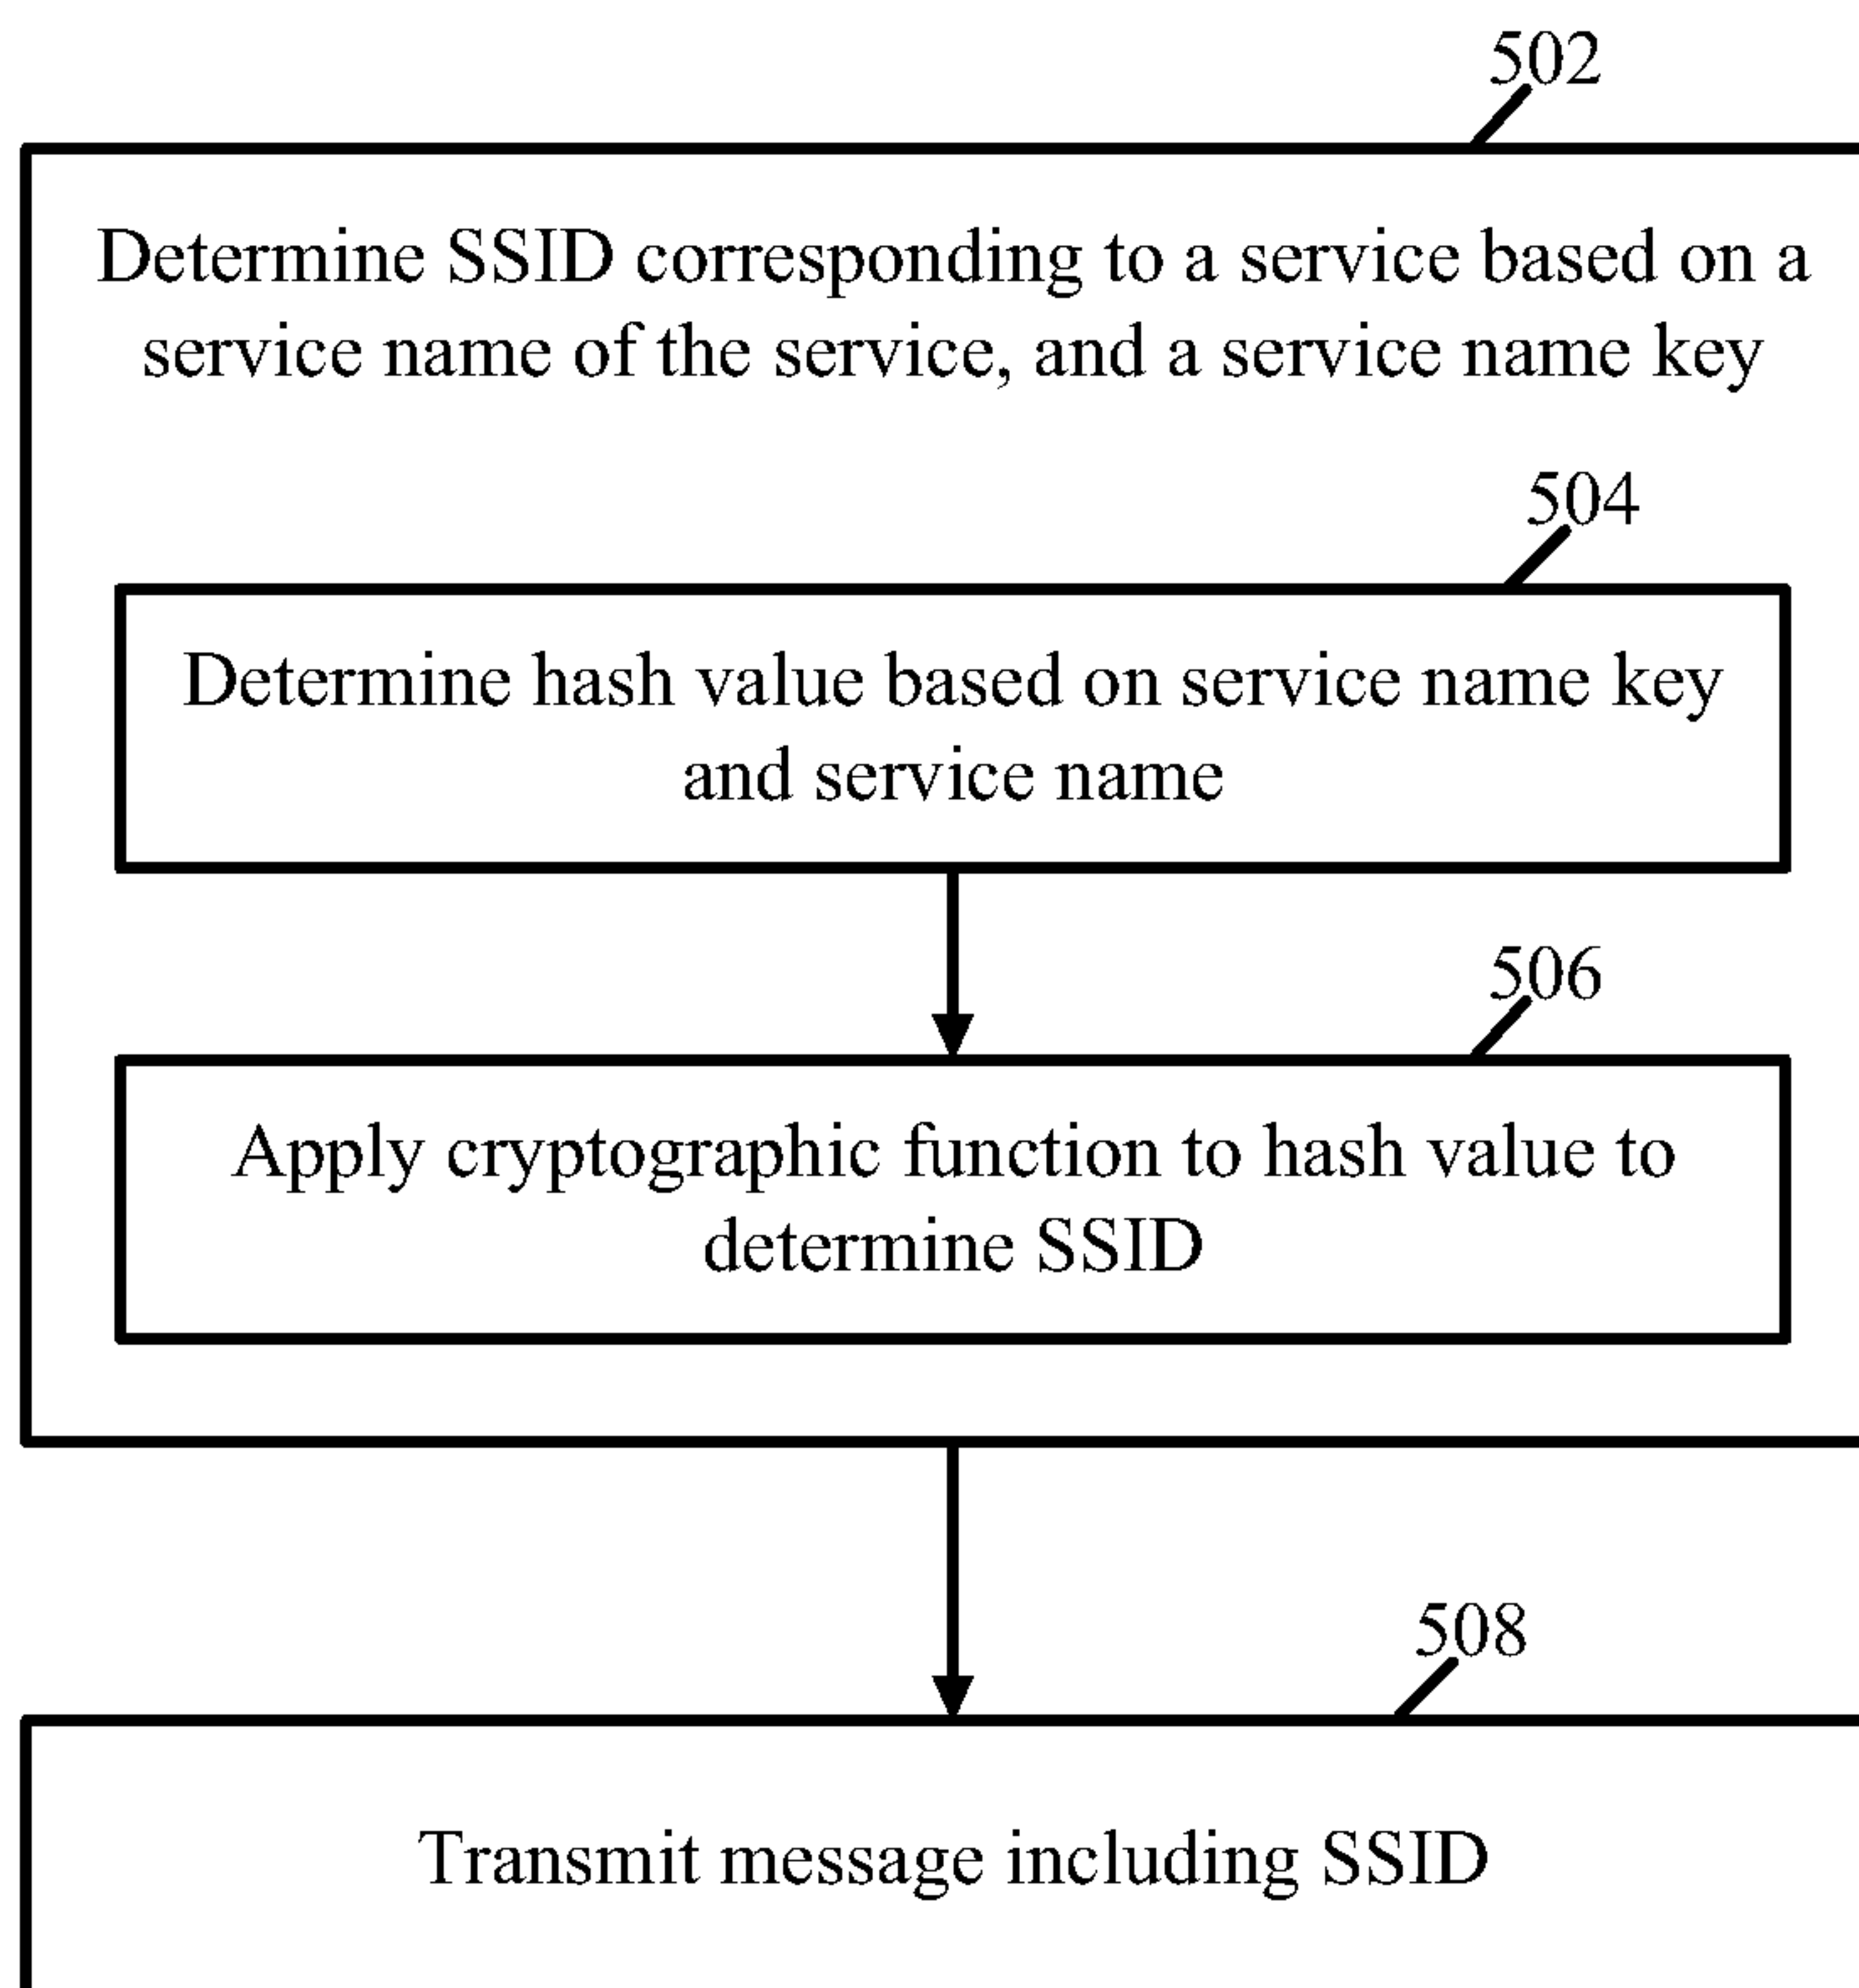 502
Determine SSID corresponding to a service based on a
service name of the service, and a service name key
504
Determine hash value based on service name key
and service name
506
Apply cryptographic function to hash value to
determine SSID
508
Transmit message including SSID